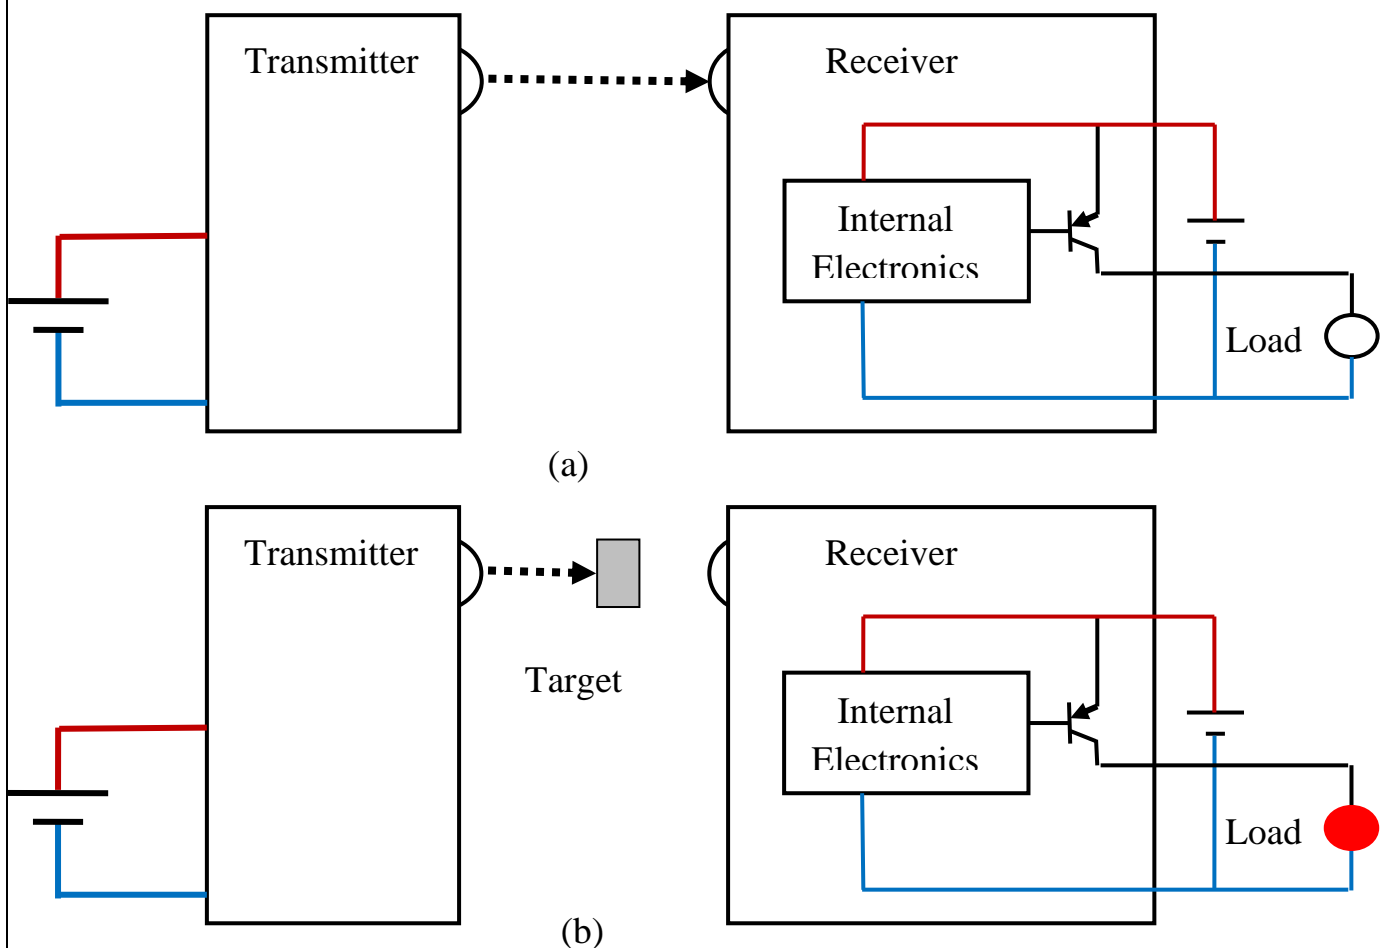 Transmitter
Receiver
Internal
Electronics
Load
(a)
Transmitter
Receiver
Target
Internal
Electronics
Load
(b)